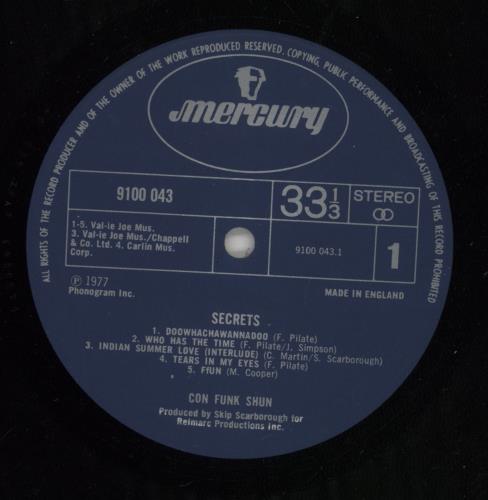 ALL RIGHTS OF THE RECORD PRODUCER AND OF THE OWNER OF THE WORK REPRODUCED RESERVED. COPYING, PUBLIC PERFORMANCE AND BROADCASTING OF THIS RECORD PROHIBITED
mercury
9100 043
33 1/3
STEREO
1-5. Val-ie Joe Mus.
3. Val-ie Joe Mus./Chappell
& Co. Ltd. 4. Carlin Mus.
Corp.
9100 043.1
1
℗ 1977
Phonogram Inc.
MADE IN ENGLAND
SECRETS
1. DOOWHACHAWANNADOO (F. Pilate)
2. WHO HAS THE TIME (F. Pilate/J. Simpson)
3. INDIAN SUMMER LOVE (INTERLUDE) (C. Martin/S. Scarborough)
4. TEARS IN MY EYES (F. Pilate)
5. FFUN (M. Cooper)
CON FUNK SHUN
Produced by Skip Scarborough for
Reimarc Productions Inc.